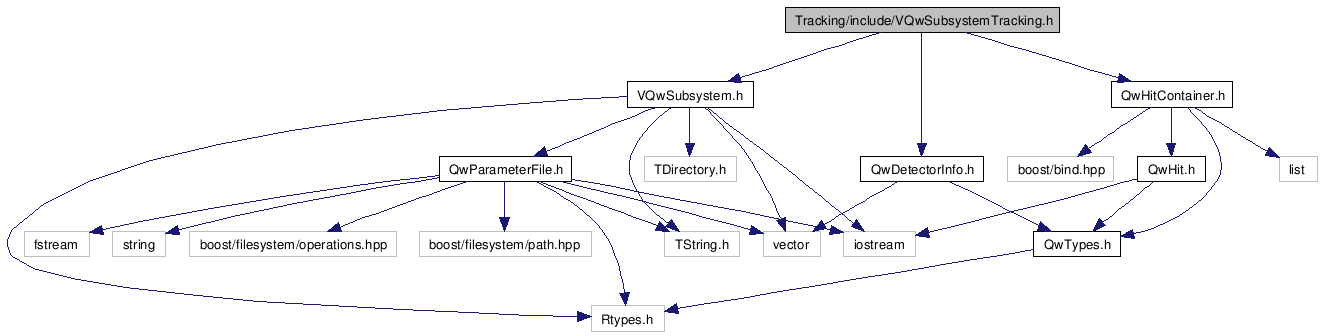 Tracking/include/VQwSubsystemTracking.h
VQwSubsystem.h
QwHitContainer.h
QwParameterFile.h
TDirectory.h
QwDetectorInfo.h
boost/bind.hpp
QwHit.h
list
fstream
string
boost/filesystem/operations.hpp
boost/filesystem/path.hpp
TString.h
vector
iostream
QwTypes.h
Rtypes.h